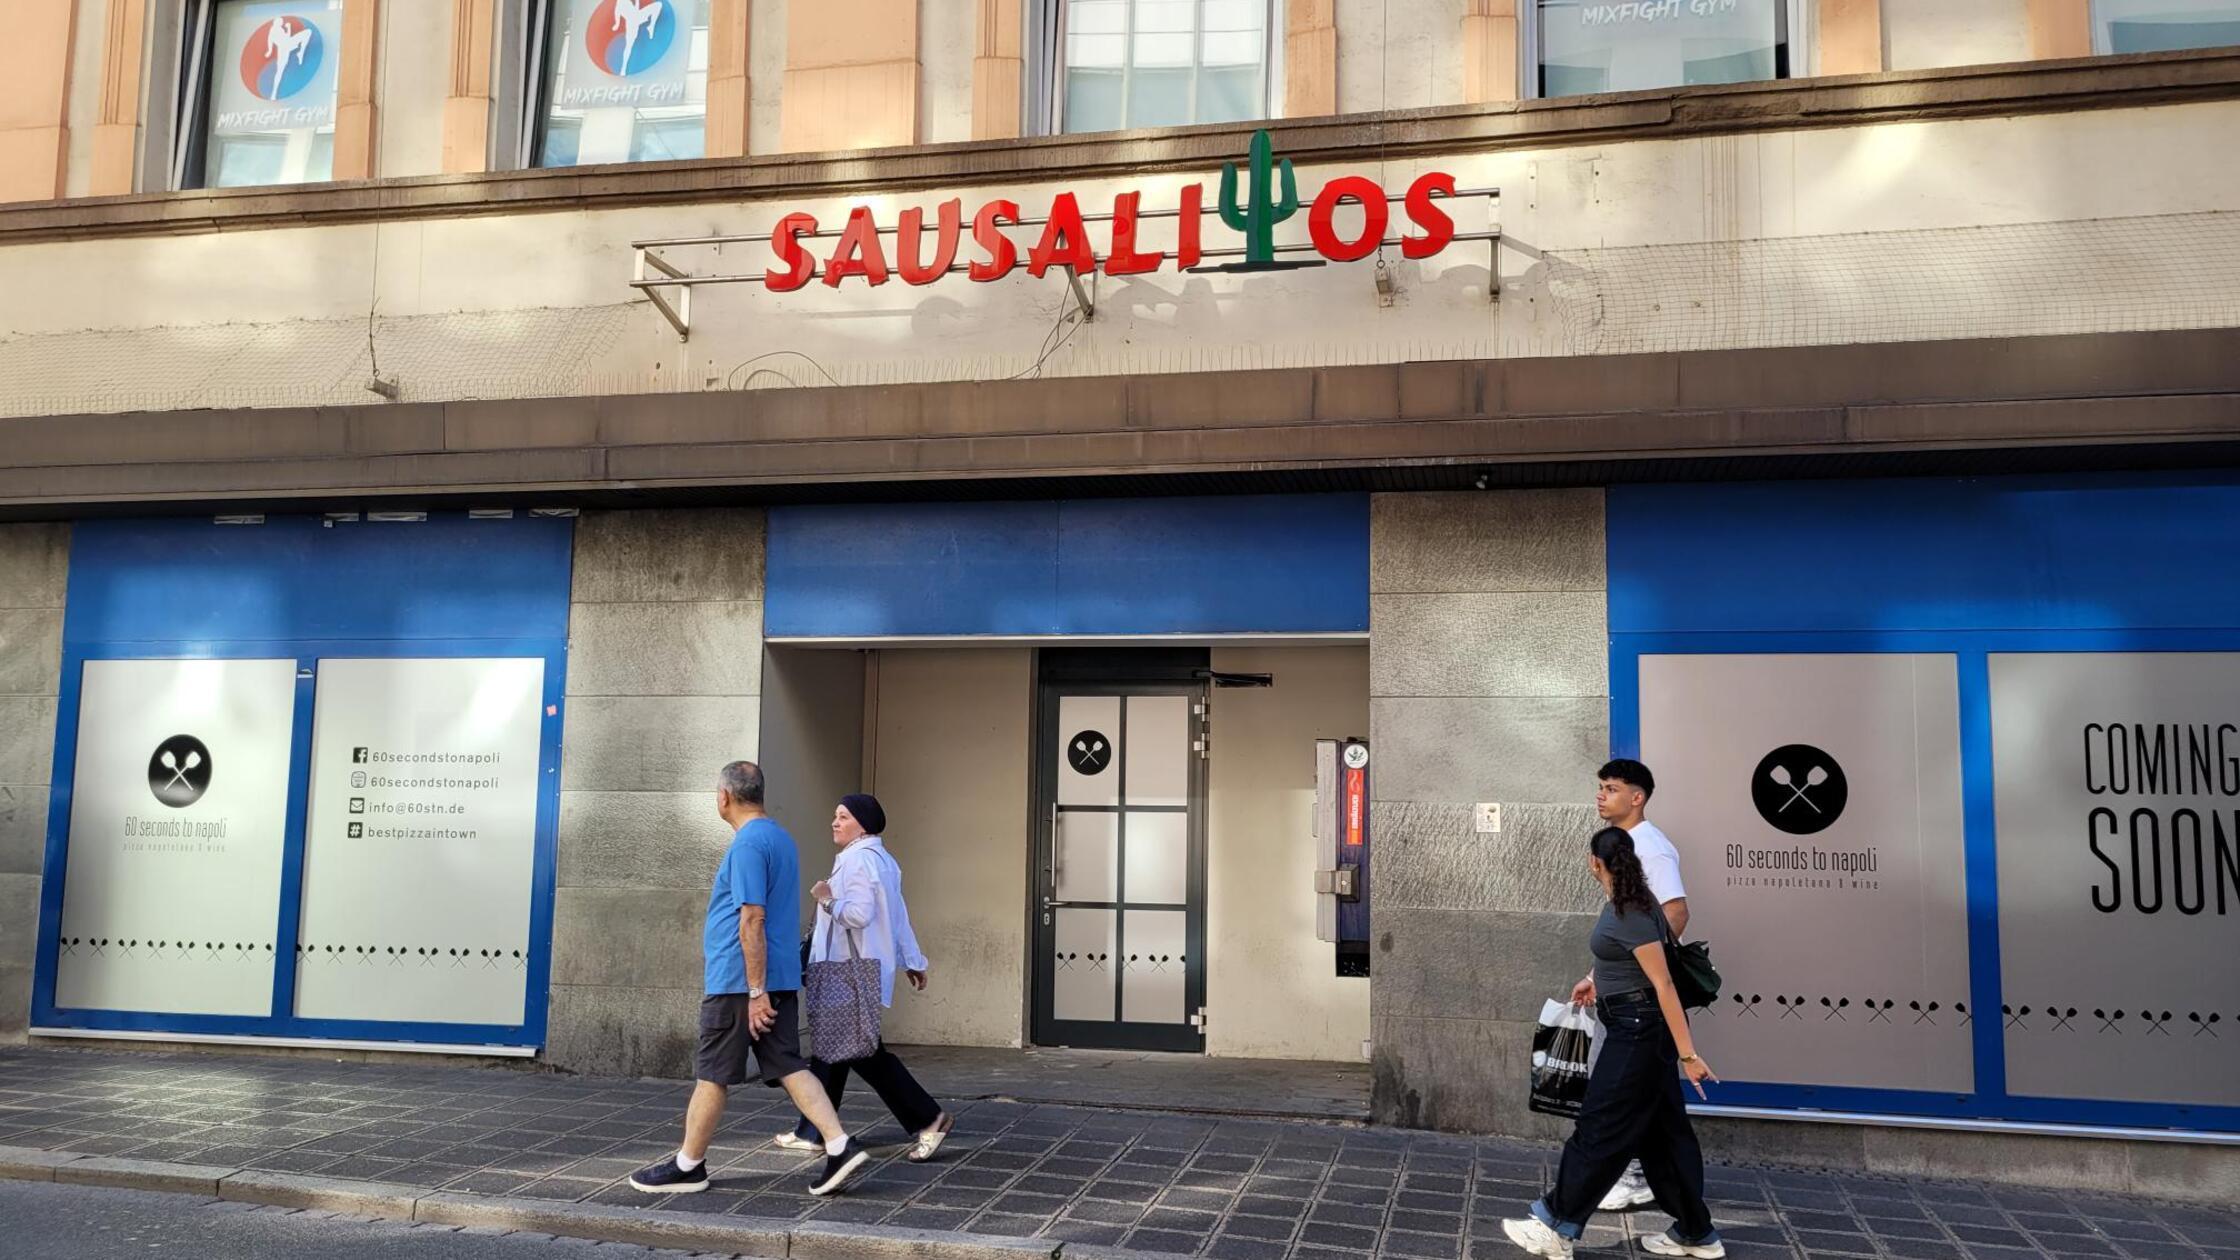 MIXFIGHT GYM
MIXFIGHT GYM
MIXFIGHT GYM
SAUSALITOS
60 seconds to napoli
pizza napoletana & wine
60secondstonapoli
60secondstonapoli
info@60stn.de
# bestpizzaintown
60 seconds to napoli
pizza napoletana & wine
COMING
SOON
BROOK